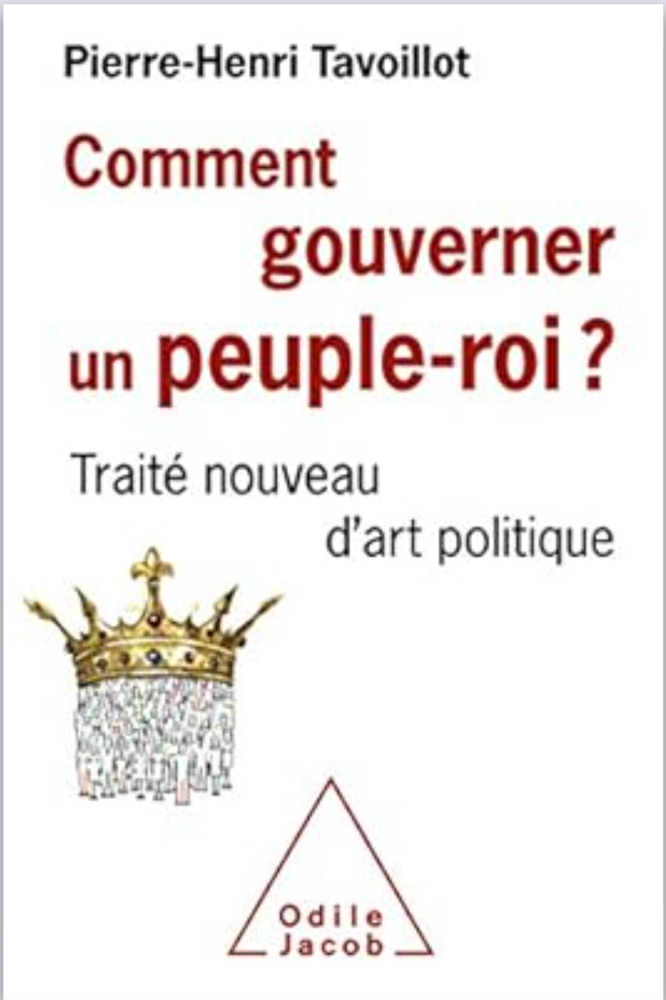 Pierre-Henri Tavoillot
Comment
gouverner
un peuple-roi ?
Traité nouveau
d'art politique
Odile
Jacob